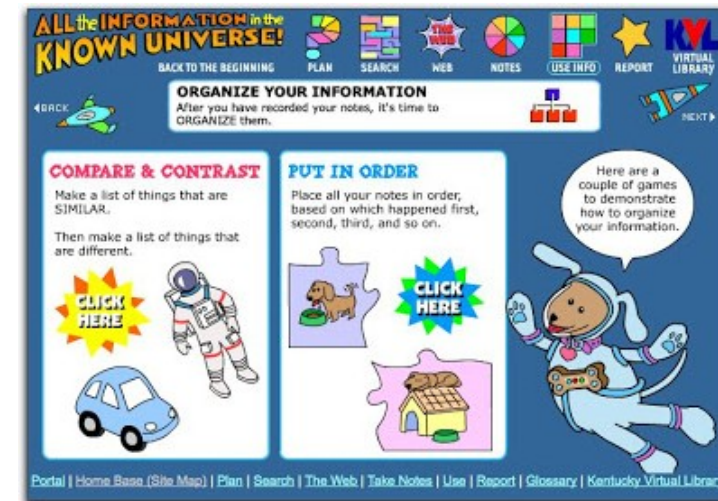 ALL the INFORMATION in the
KNOWN UNIVERSE!
BACK TO THE BEGINNING
PLAN
SEARCH
THE WEB
WEB
NOTES
USE INFO
REPORT
KVL
VIRTUAL
LIBRARY
BACK
ORGANIZE YOUR INFORMATION
After you have recorded your notes, it's time to
ORGANIZE them.
NEXT
COMPARE & CONTRAST
Make a list of things that are
SIMILAR.
Then make a list of things that
are different.
CLICK
HERE
PUT IN ORDER
Place all your notes in order,
based on which happened first,
second, third, and so on.
CLICK
HERE
Here are a
couple of games
to demonstrate
how to organize
your information.
Portal | Home Base (Site Map) | Plan | Search | The Web | Take Notes | Use | Report | Glossary | Kentucky Virtual Librar